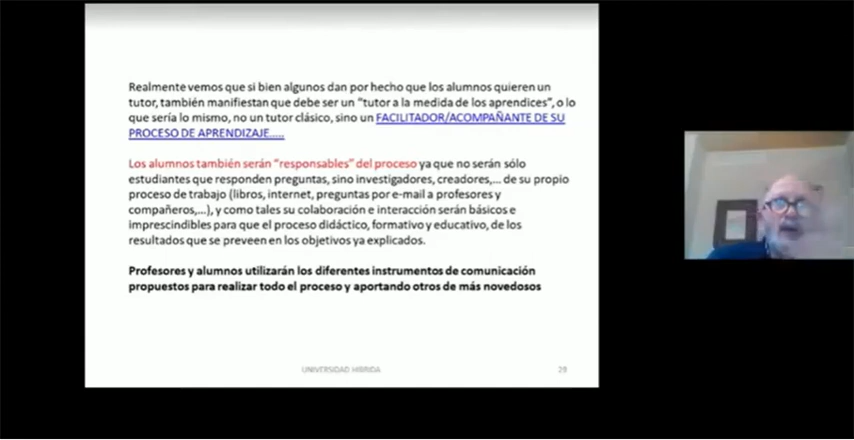 Realmente vemos que si bien algunos dan por hecho que los alumnos quieren un
tutor, también manifiestan que debe ser un “tutor a la medida de los aprendices”, o lo
que sería lo mismo, no un tutor clásico, sino un FACILITADOR/ACOMPAÑANTE DE SU
PROCESO DE APRENDIZAJE.....
Los alumnos también serán “responsables” del proceso ya que no serán sólo
estudiantes que responden preguntas, sino investigadores, creadores,... de su propio
proceso de trabajo (libros, internet, preguntas por e-mail a profesores y
compañeros,...), y como tales su colaboración e interacción serán básicos e
imprescindibles para que el proceso didáctico, formativo y educativo, de los
resultados que se preveen en los objetivos ya explicados.
Profesores y alumnos utilizarán los diferentes instrumentos de comunicación
propuestos para realizar todo el proceso y aportando otros de más novedosos
UNIVERSIDAD HIBRIDA 28